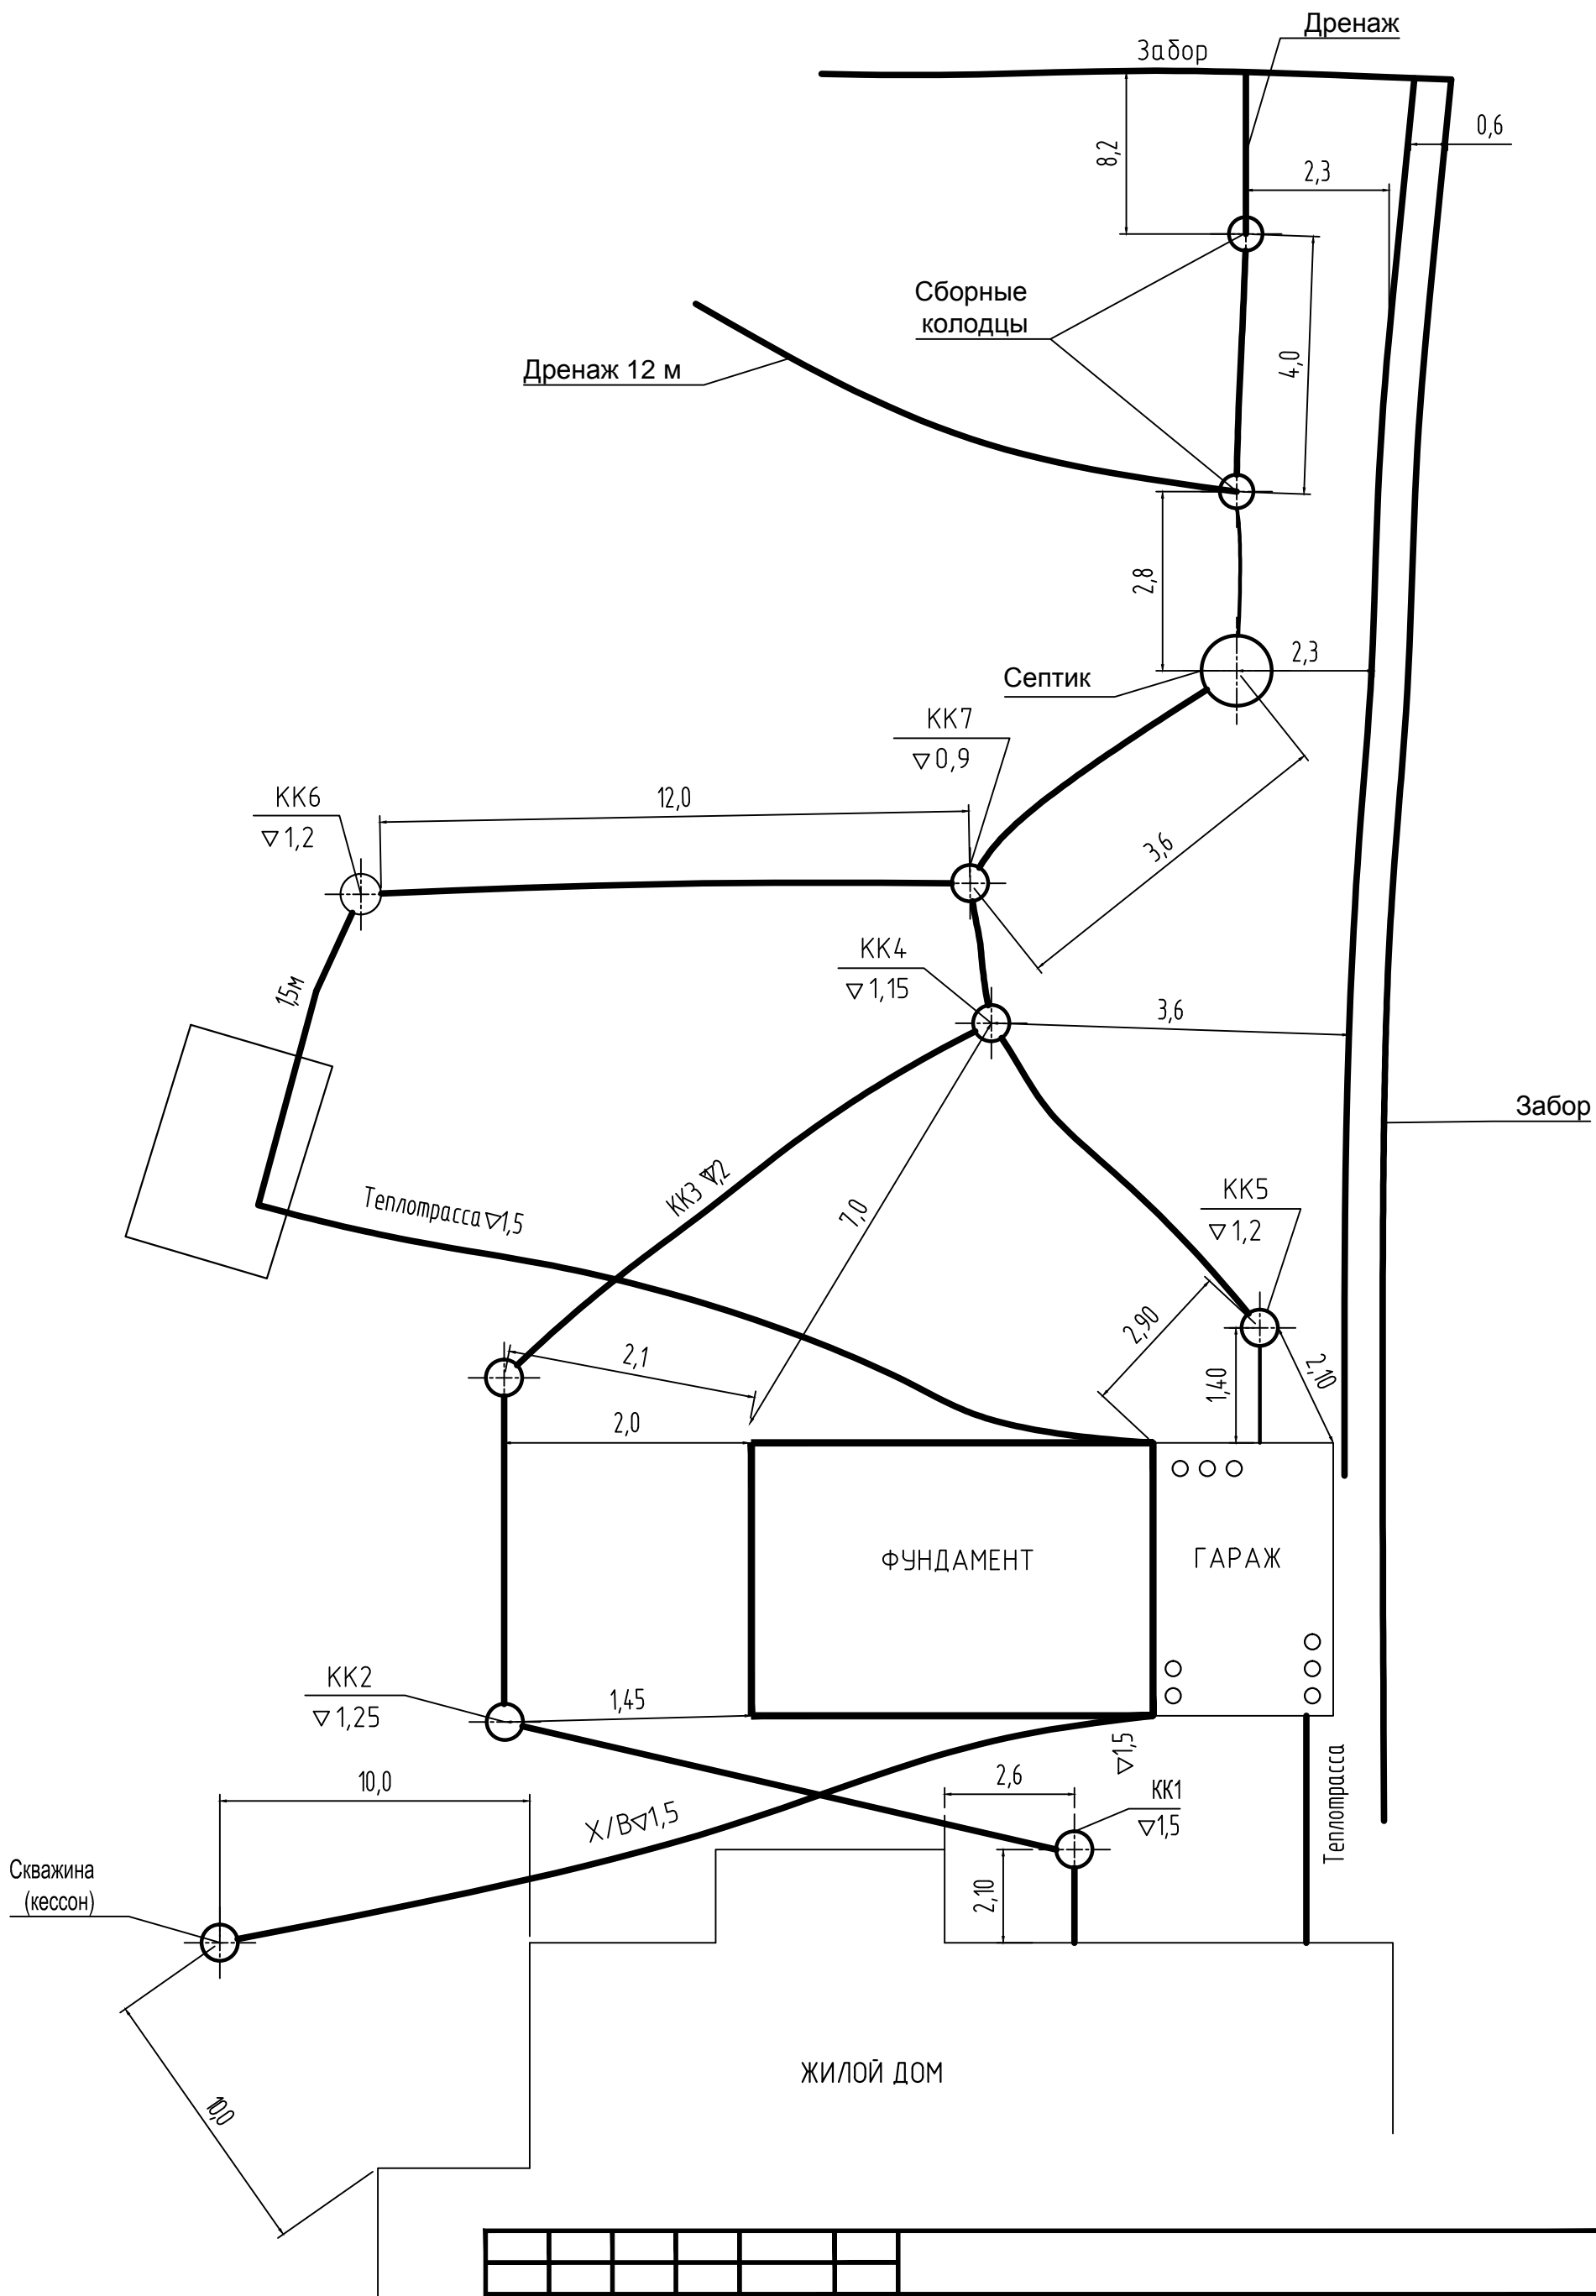 Дренаж
Забор
0,6
8,2
2,3
Сборные
колодцы
4,0
Дренаж 12 м
2,8
2,3
Септик
КК7
▽0,9
КК6
▽1,2
12,0
3,6
КК4
▽1,15
1,5м
3,6
Забор
КК3 ▽1,2
Теплотрасса▽1,5
КК5
▽1,2
7,0
2,90
2,1
1,40
2,10
2,0
ФУНДАМЕНТ
ГАРАЖ
КК2
▽1,25
1,45
▽1,5
10,0
2,6
КК1
▽1,5
Х/В▽1,5
Теплотрасса
Скважина
(кессон)
2,10
ЖИЛОЙ ДОМ
10,0